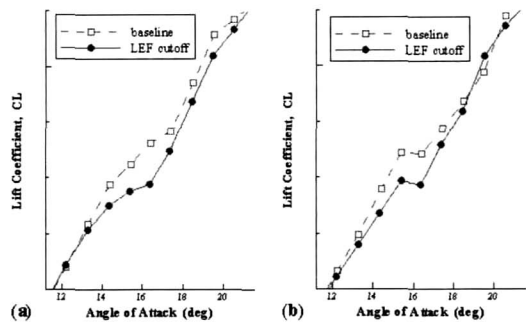 baseline
LEF cutoff
Lift Coefficient, CL
12 14 16 18 20
(a) Angle of Attack (deg)
baseline
LEF cutoff
Lift Coefficient, CL
12 14 16 18 20
(b) Angle of Attack (deg)